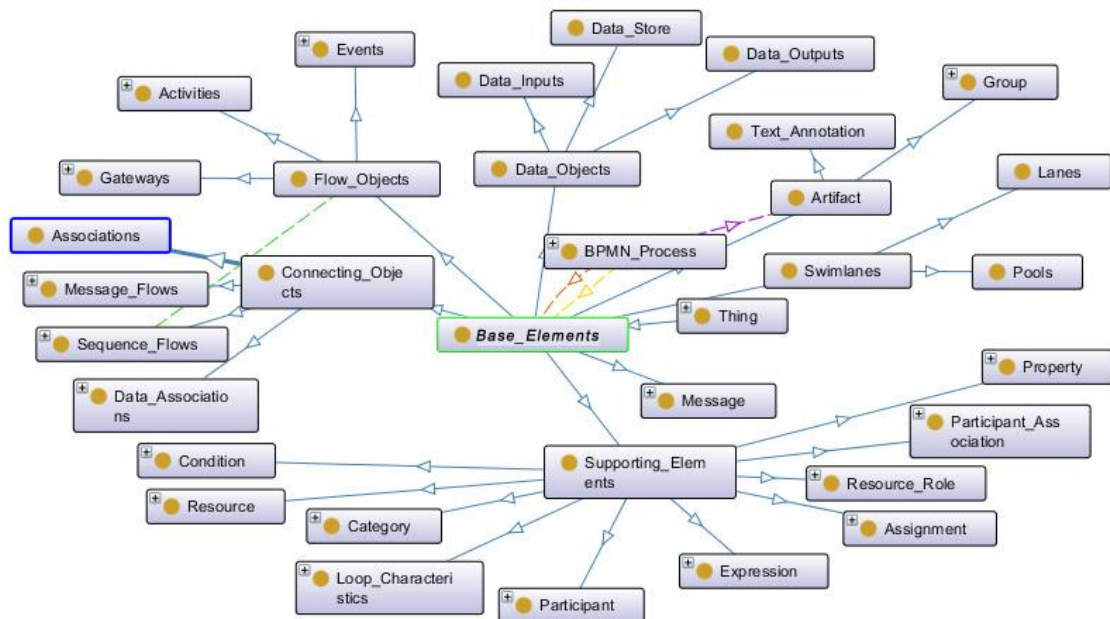 Data_Store
Events
Data_Outputs
Data_Inputs
Group
Activities
Text_Annotation
Data_Objects
Lanes
Gateways
Flow_Objects
Artifact
Associations
BPMN_Process
Connecting_Obje
cts
Swimlanes
Pools
Message_Flows
Thing
Base_Elements
Sequence_Flows
Property
Data_Associatio
ns
Message
Participant_Ass
ociation
Condition
Supporting_Elem
ents
Resource_Role
Resource
Category
Assignment
Expression
Loop_Characteri
stics
Participant